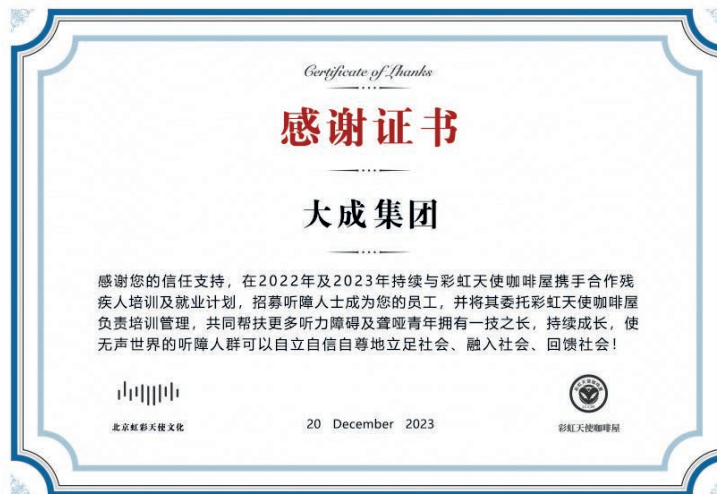 Certificate of Thanks
感谢证书
大成集团
感谢您的信任支持，在2022年及2023年持续与彩虹天使咖啡屋携手合作残
疾人培训及就业计划，招募听障人士成为您的员工，并将其委托彩虹天使咖啡屋
负责培训管理，共同帮扶更多听力障碍及聋哑青年拥有一技之长，持续成长，使
无声世界的听障人群可以自立自信自尊地立足社会、融入社会、回馈社会！
北京虹彩天使文化
20 December 2023
彩虹天使咖啡屋